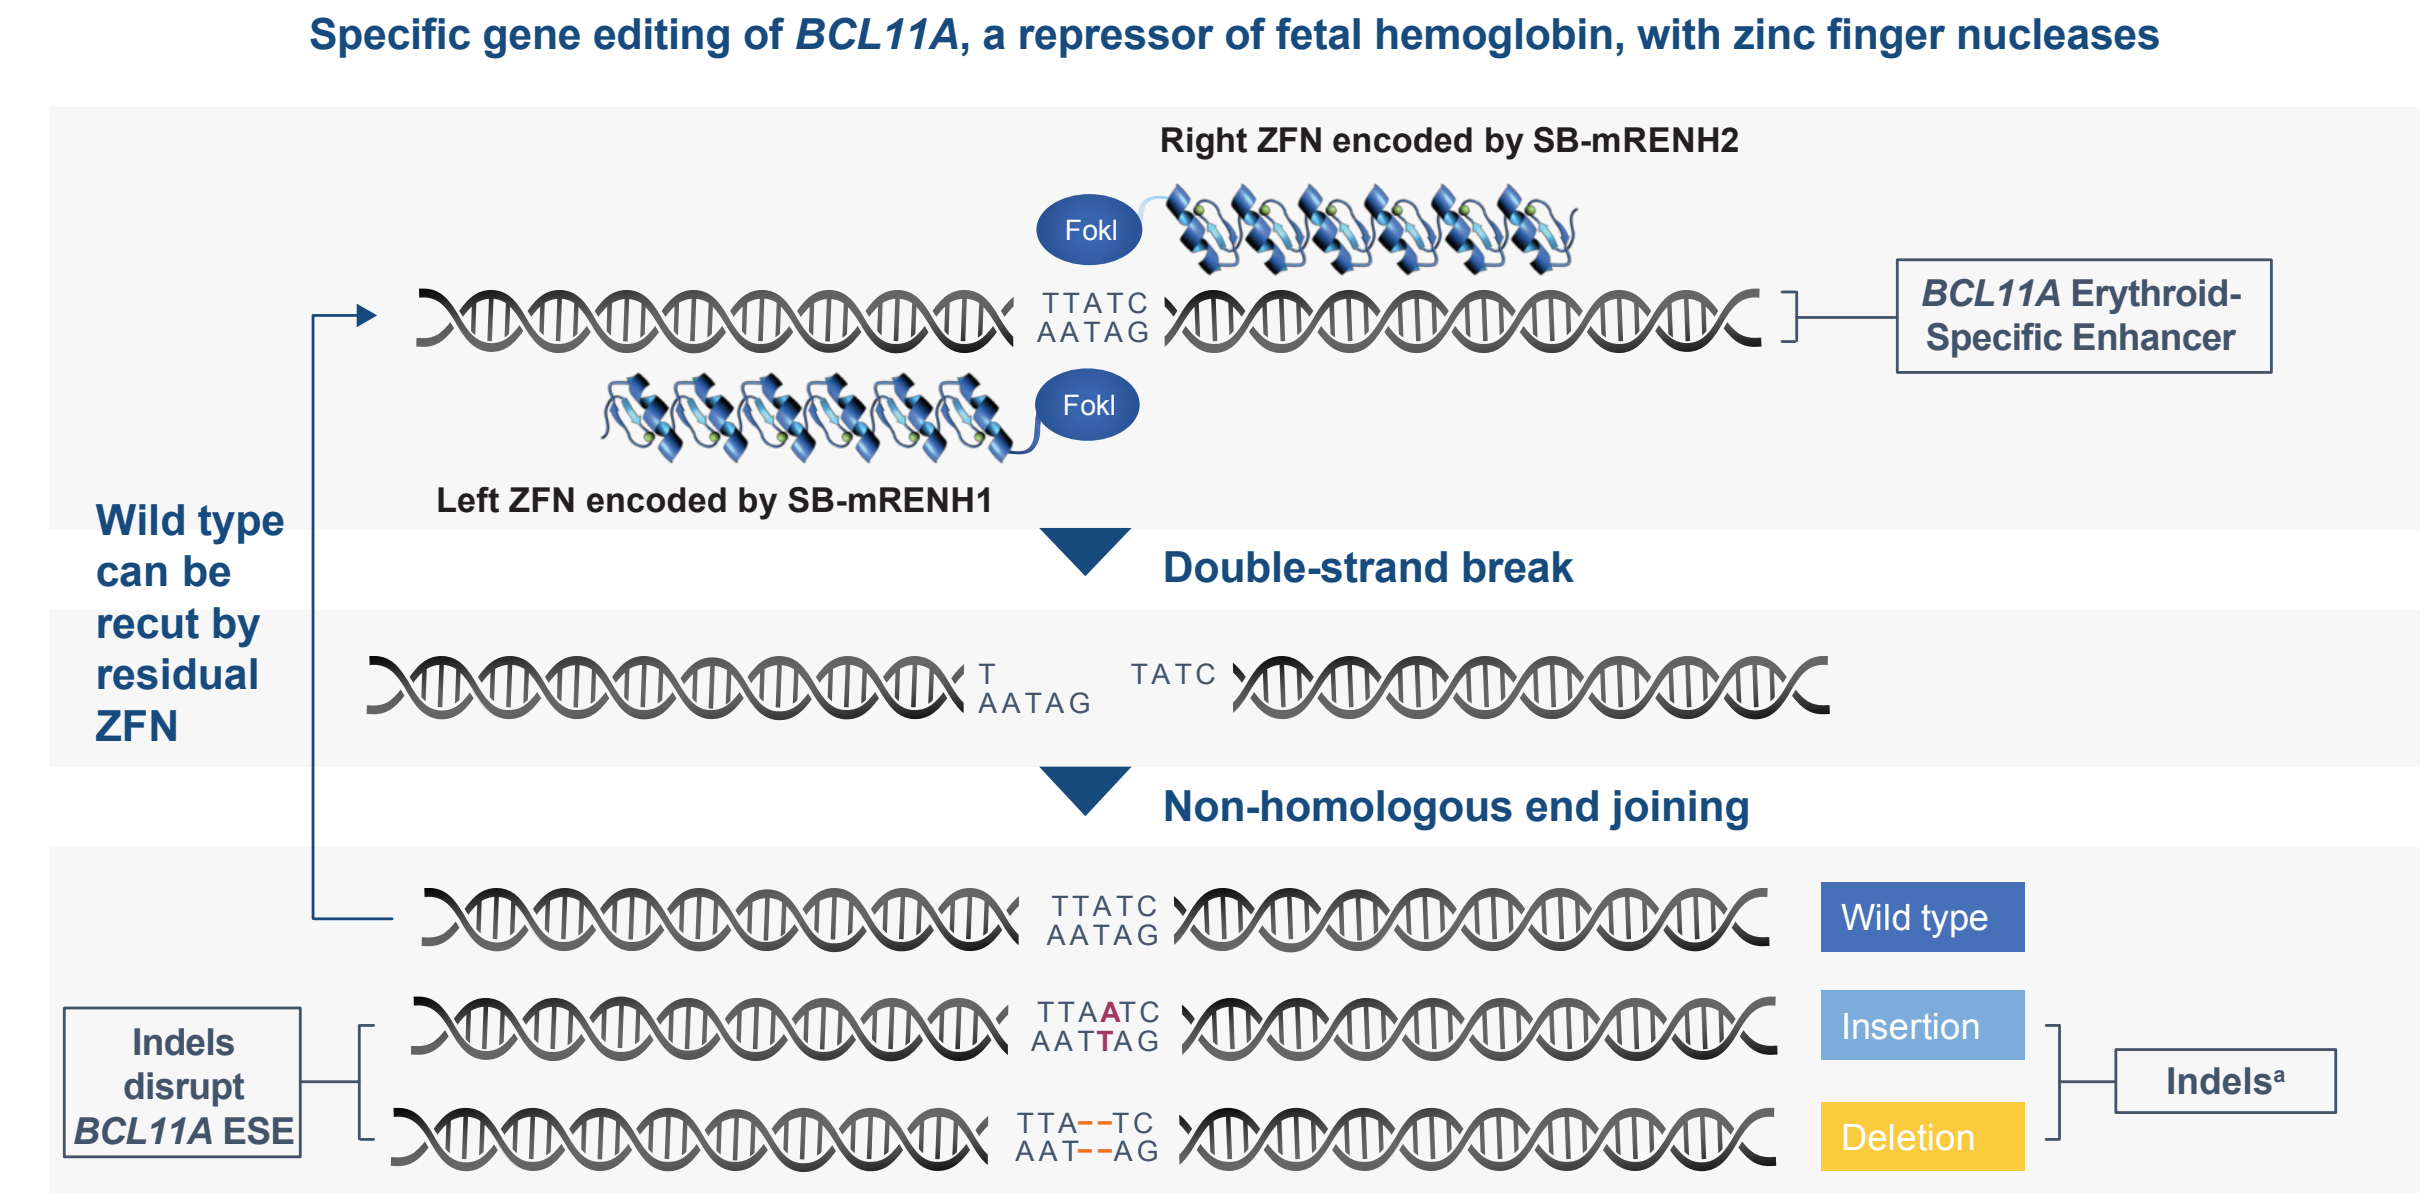 Specific gene editing of BCL11A, a repressor of fetal hemoglobin, with zinc finger nucleases
Right ZFN encoded by SB-mRENH2
FokI
TTATC
AATAG
BCL11A Erythroid-
Specific Enhancer
FokI
Left ZFN encoded by SB-mRENH1
Wild type
can be
recut by
residual
ZFN
Double-strand break
T
AATAG
TATC
Non-homologous end joining
TTATC
AATAG
Wild type
Indels
disrupt
BCL11A ESE
TTAATC
AATTAG
Insertion
TTA--TC
AAT--AG
Deletion
Indelsᵃ